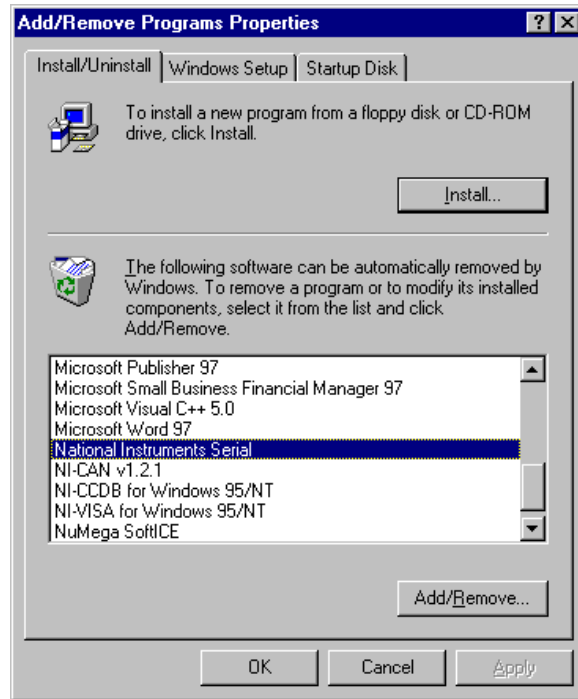 Add/Remove Programs Properties
Install/Uninstall Windows Setup Startup Disk
To install a new program from a floppy disk or CD-ROM
drive, click Install.
Install...
The following software can be automatically removed by
Windows. To remove a program or to modify its installed
components, select it from the list and click
Add/Remove.
Microsoft Publisher 97
Microsoft Small Business Financial Manager 97
Microsoft Visual C++ 5.0
Microsoft Word 97
National Instruments Serial
NI-CAN v1.2.1
NI-CCDB for Windows 95/NT
NI-VISA for Windows 95/NT
NuMega SoftICE
Add/Remove...
OK Cancel Apply